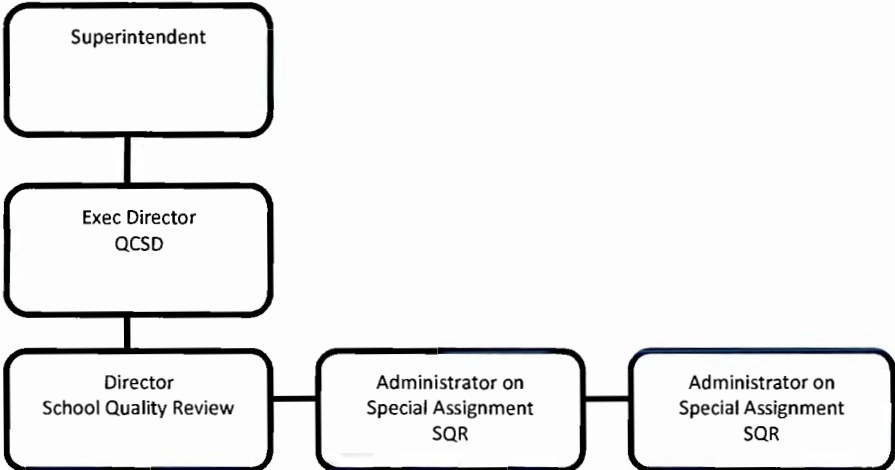 Superintendent
Exec Director
QCSD
Director
School Quality Review
Administrator on
Special Assignment
SQR
Administrator on
Special Assignment
SQR